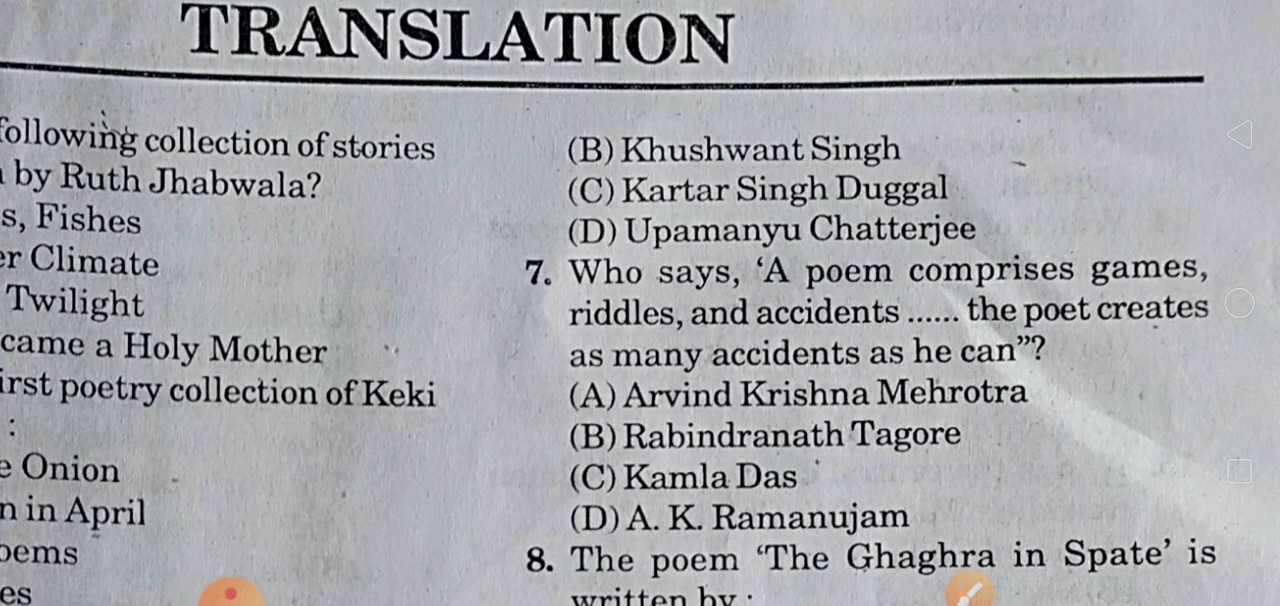 TRANSLATION
following collection of stories
by Ruth Jhabwala?
s, Fishes
er Climate
Twilight
came a Holy Mother
irst poetry collection of Keki
:
e Onion
n in April
oems
es
(B) Khushwant Singh
(C) Kartar Singh Duggal
(D) Upamanyu Chatterjee
7. Who says, ‘A poem comprises games,
riddles, and accidents ...... the poet creates
as many accidents as he can”?
(A) Arvind Krishna Mehrotra
(B) Rabindranath Tagore
(C) Kamla Das
(D) A. K. Ramanujam
8. The poem ‘The Ghaghra in Spate’ is
written by :